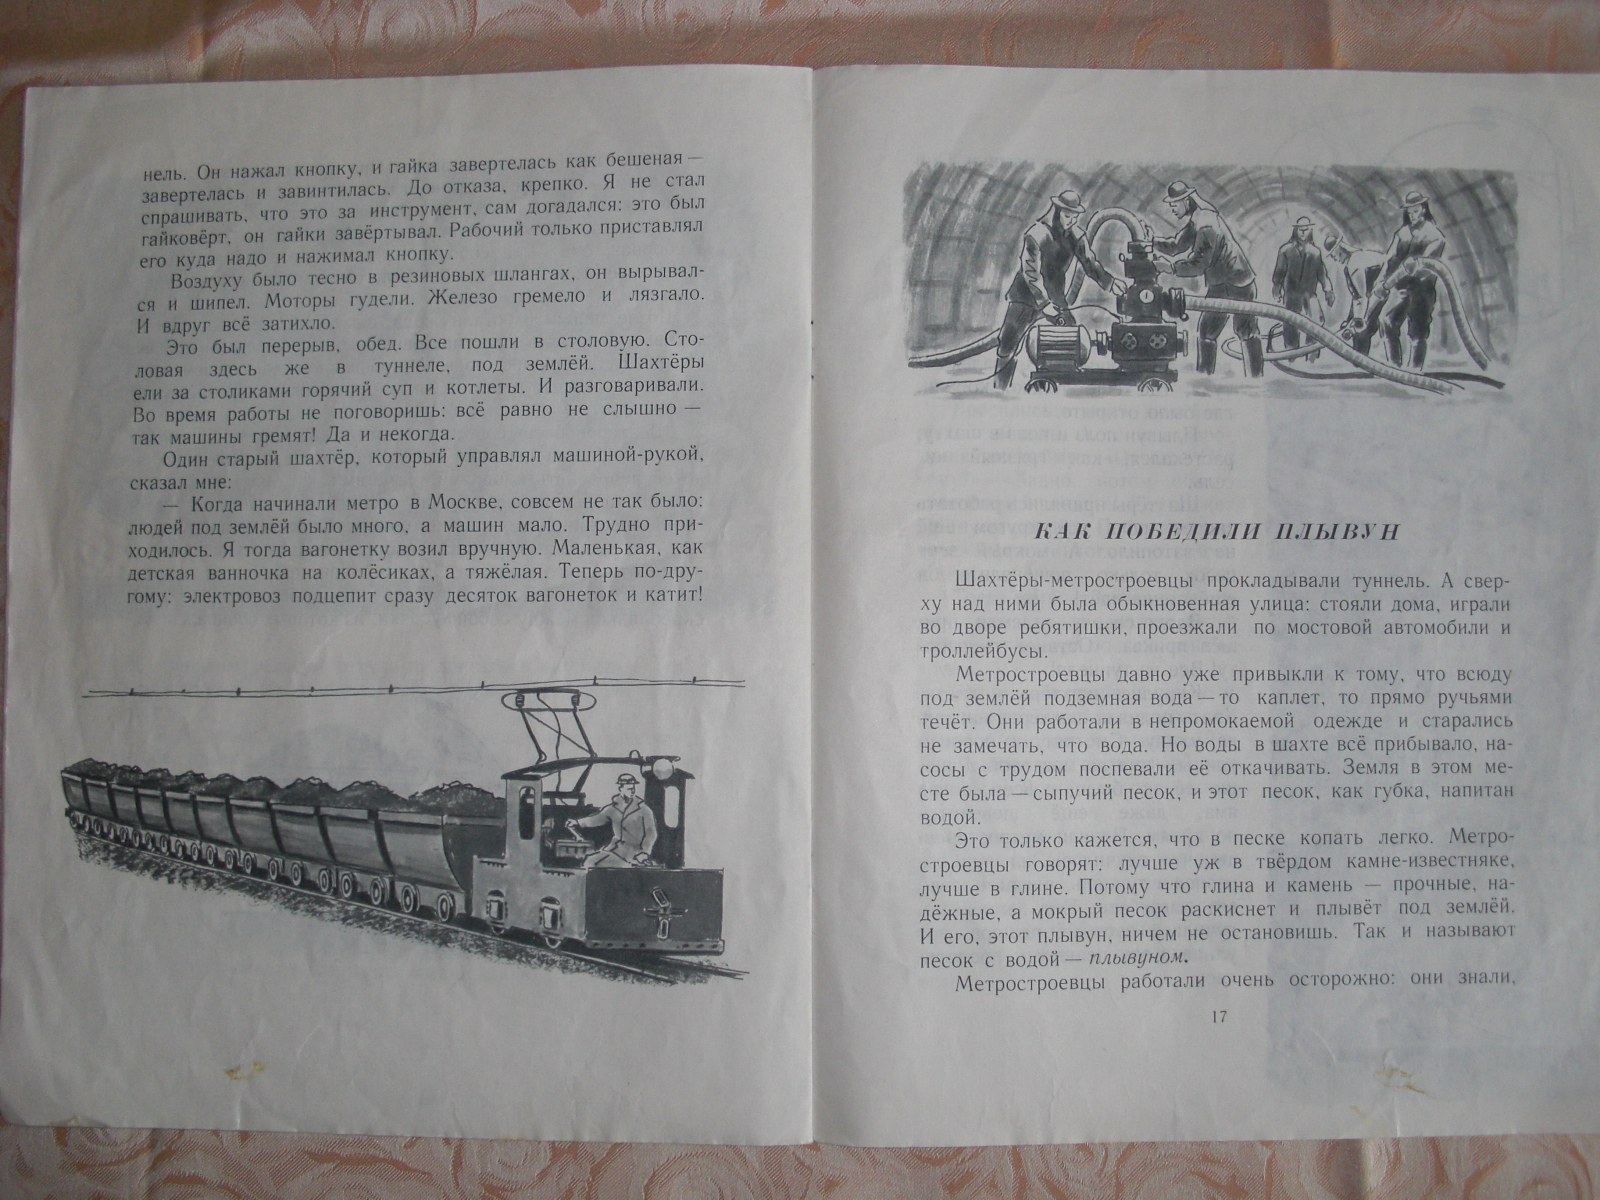 нель. Он нажал кнопку, и гайка завертелась как бешеная —
завертелась и завинтилась. До отказа, крепко. Я не стал
спрашивать, что это за инструмент, сам догадался: это был
гайковёрт, он гайки завёртывал. Рабочий только приставлял
его куда надо и нажимал кнопку.
Воздуху было тесно в резиновых шлангах, он вырывал-
ся и шипел. Моторы гудели. Железо гремело и лязгало.
И вдруг всё затихло.
Это был перерыв, обед. Все пошли в столовую. Сто-
ловая здесь же в туннеле, под землёй. Шахтёры
ели за столиками горячий суп и котлеты. И разговаривали.
Во время работы не поговоришь: всё равно не слышно —
так машины гремят! Да и некогда.
Один старый шахтёр, который управлял машиной-рукой,
сказал мне:
— Когда начинали метро в Москве, совсем не так было:
людей под землёй было много, а машин мало. Трудно при-
ходилось. Я тогда вагонетку возил вручную. Маленькая, как
детская ванночка на колёсиках, а тяжёлая. Теперь по-дру-
гому: электровоз подцепит сразу десяток вагонеток и катит!
КАК ПОБЕДИЛИ ПЛЫВУН
Шахтёры-метростроевцы прокладывали туннель. А свер-
ху над ними была обыкновенная улица: стояли дома, играли
во дворе ребятишки, проезжали по мостовой автомобили и
троллейбусы.
Метростроевцы давно уже привыкли к тому, что всюду
под землёй подземная вода — то каплет, то прямо ручьями
течёт. Они работали в непромокаемой одежде и старались
не замечать, что вода. Но воды в шахте всё прибывало, на-
сосы с трудом поспевали её откачивать. Земля в этом ме-
сте была — сыпучий песок, и этот песок, как губка, напитан
водой.
Это только кажется, что в песке копать легко. Метро-
строевцы говорят: лучше уж в твёрдом камне-известняке,
лучше в глине. Потому что глина и камень — прочные, на-
дёжные, а мокрый песок раскиснет и плывёт под землёй.
И его, этот плывун, ничем не остановишь. Так и называют
песок с водой — плывуном.
Метростроевцы работали очень осторожно: они знали,
17